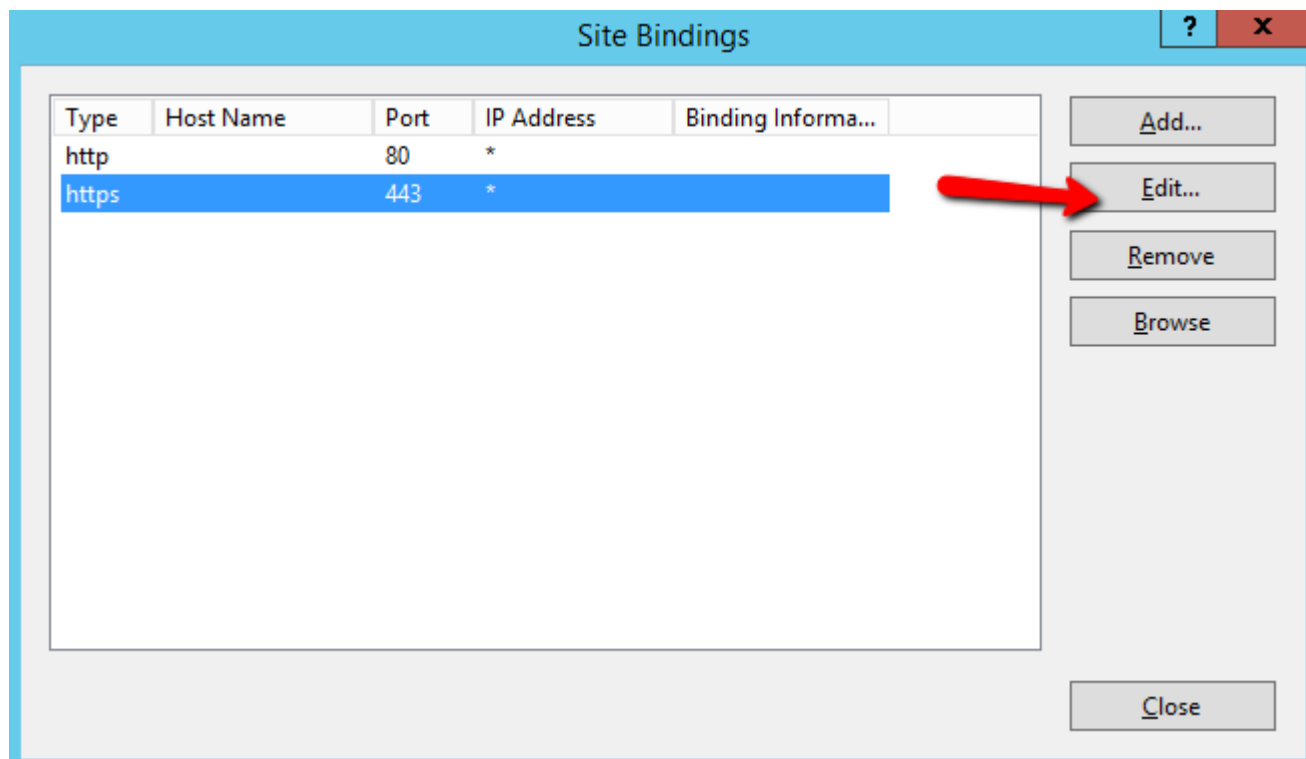 Site Bindings
? x
Type Host Name Port IP Address Binding Informa...
http 80 *
https 443 *
Add...
Edit...
Remove
Browse
Close